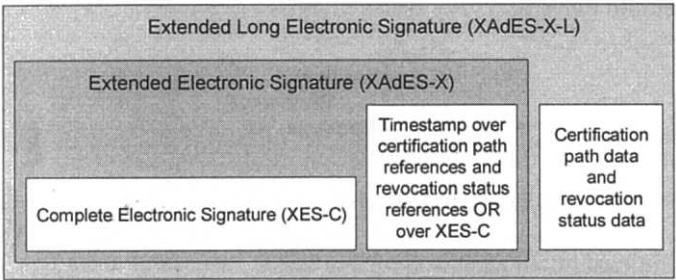 Extended Long Electronic Signature (XAdES-X-L)
Extended Electronic Signature (XAdES-X)
Complete Electronic Signature (XES-C)
Timestamp over
certification path
references and
revocation status
references OR
over XES-C
Certification
path data
and
revocation
status data